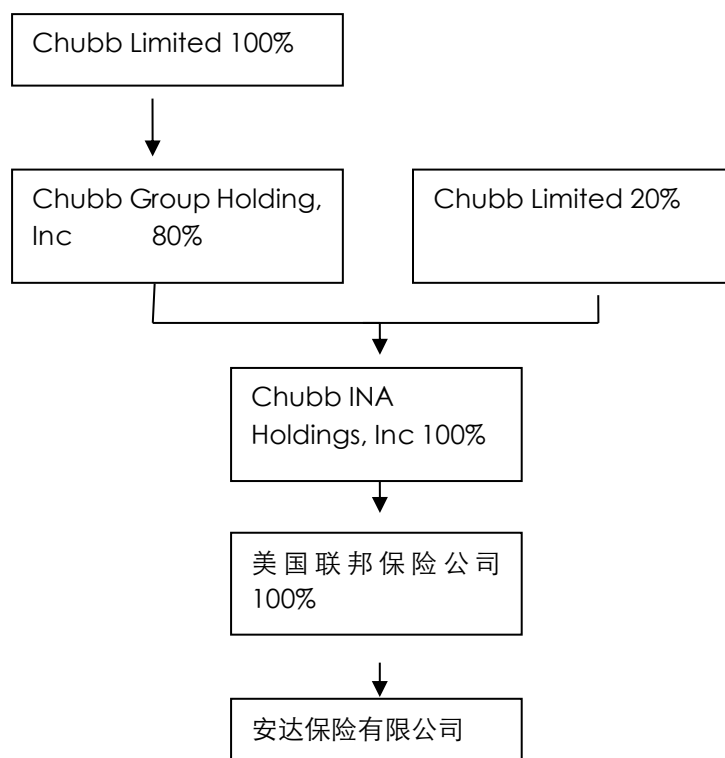 Chubb Limited 100%
Chubb Group Holding,
Inc 80%
Chubb Limited 20%
Chubb INA
Holdings, Inc 100%
美国联邦保险公司
100%
安达保险有限公司